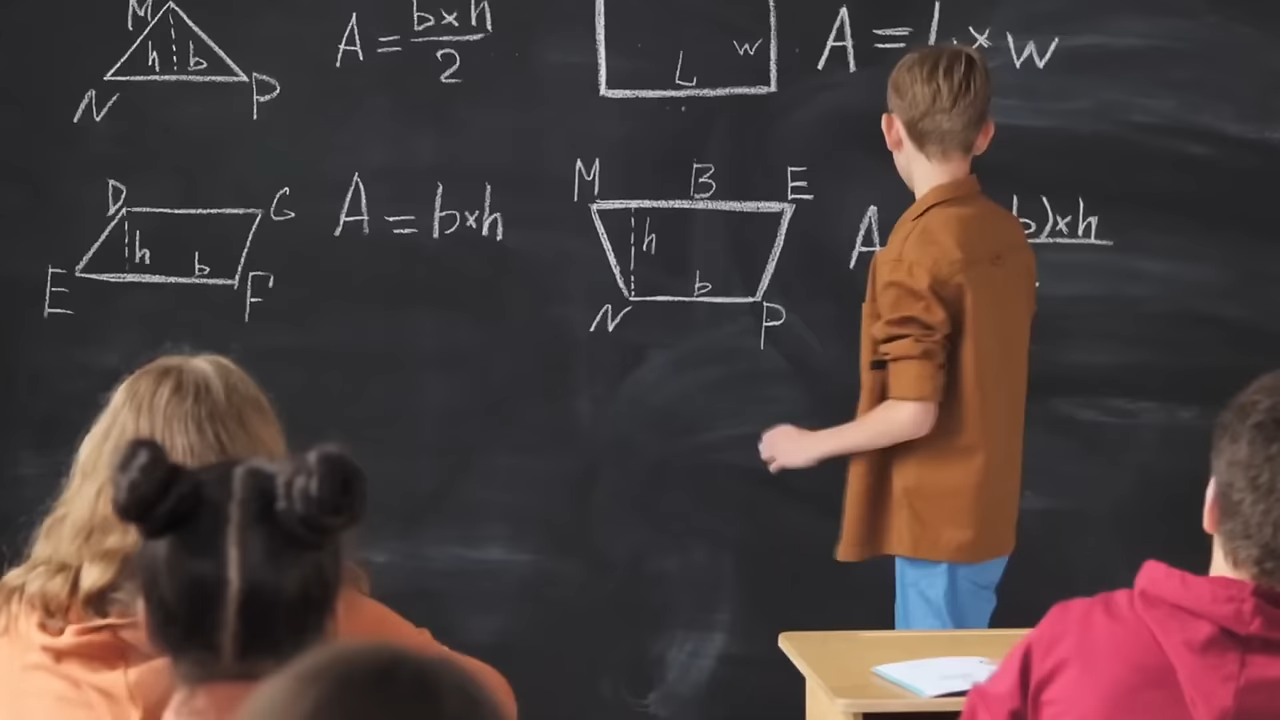 M
h b
N P
A = b×h
2
w
L
A = L × w
D G
h
b
E F
A = b×h
M B E
h
b
N P
A b)×h